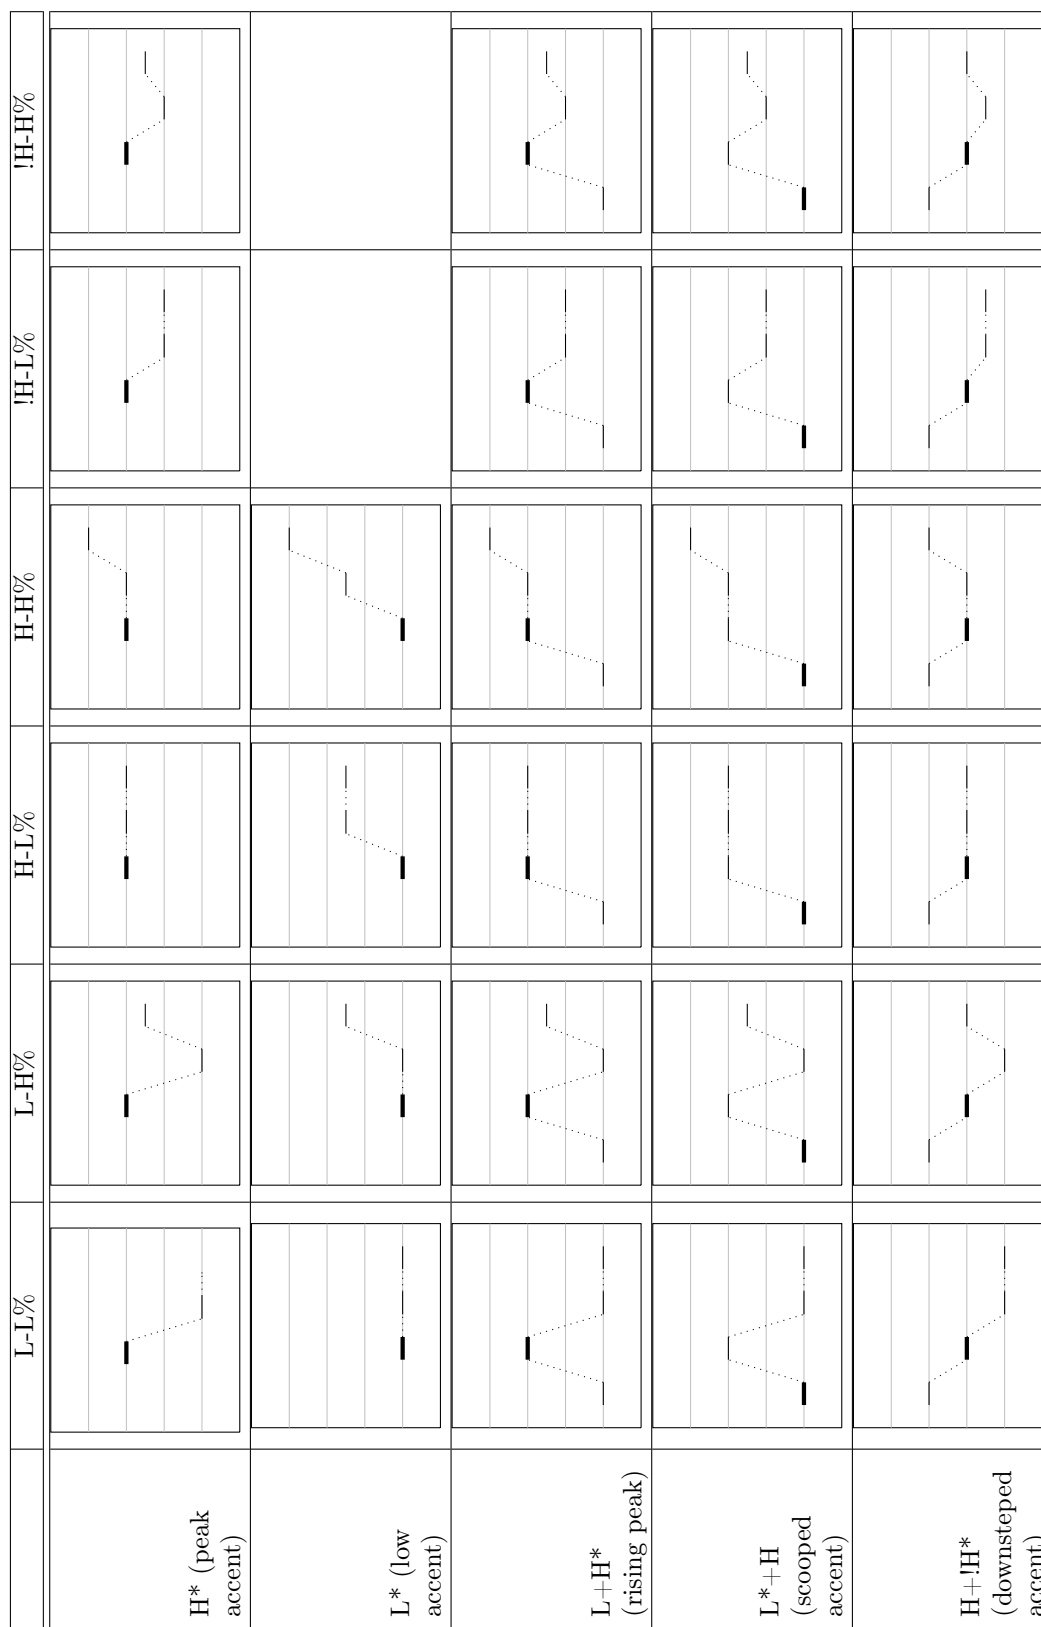 L-L%
L-H%
H-L%
H-H%
!H-L%
!H-H%
H* (peak
accent)
L* (low
accent)
L+H*
(rising peak)
L*+H
(scooped
accent)
H+!H*
(downsteped
accent)